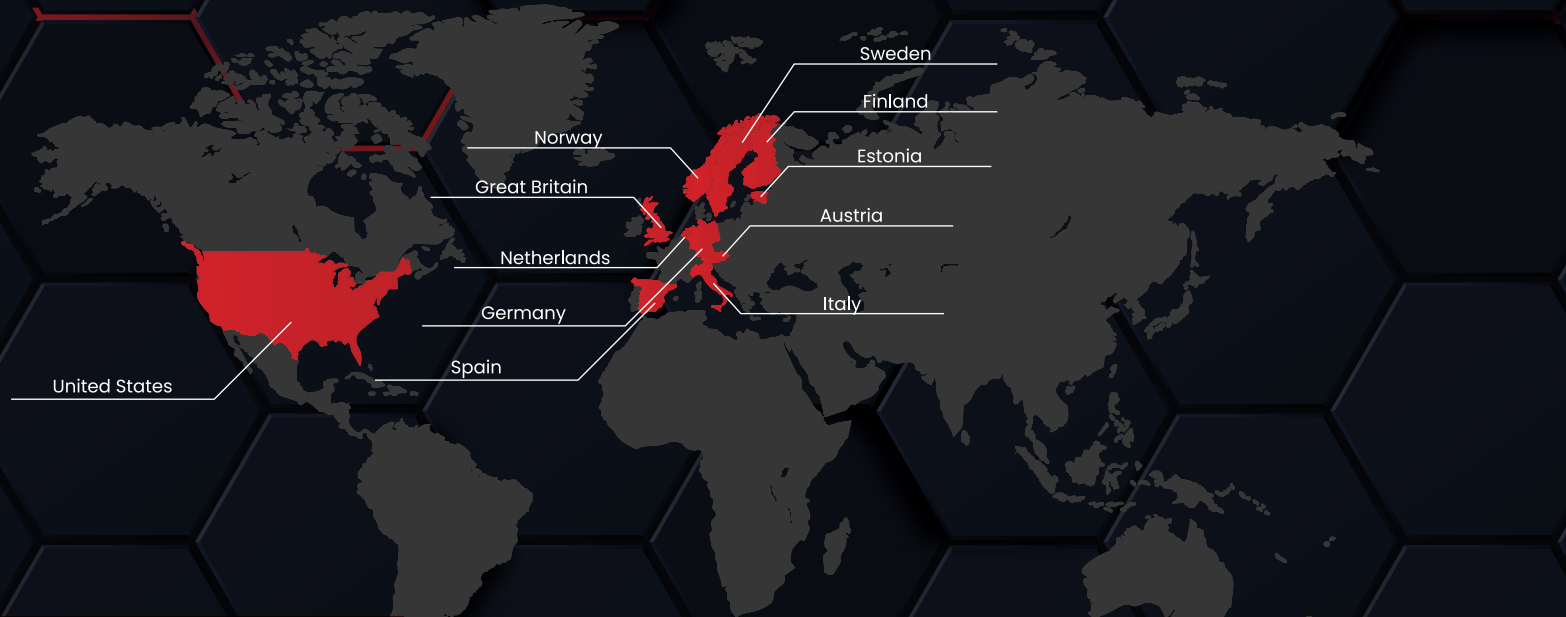 Sweden
Finland
Norway
Estonia
Great Britain
Austria
Netherlands
Italy
Germany
Spain
United States